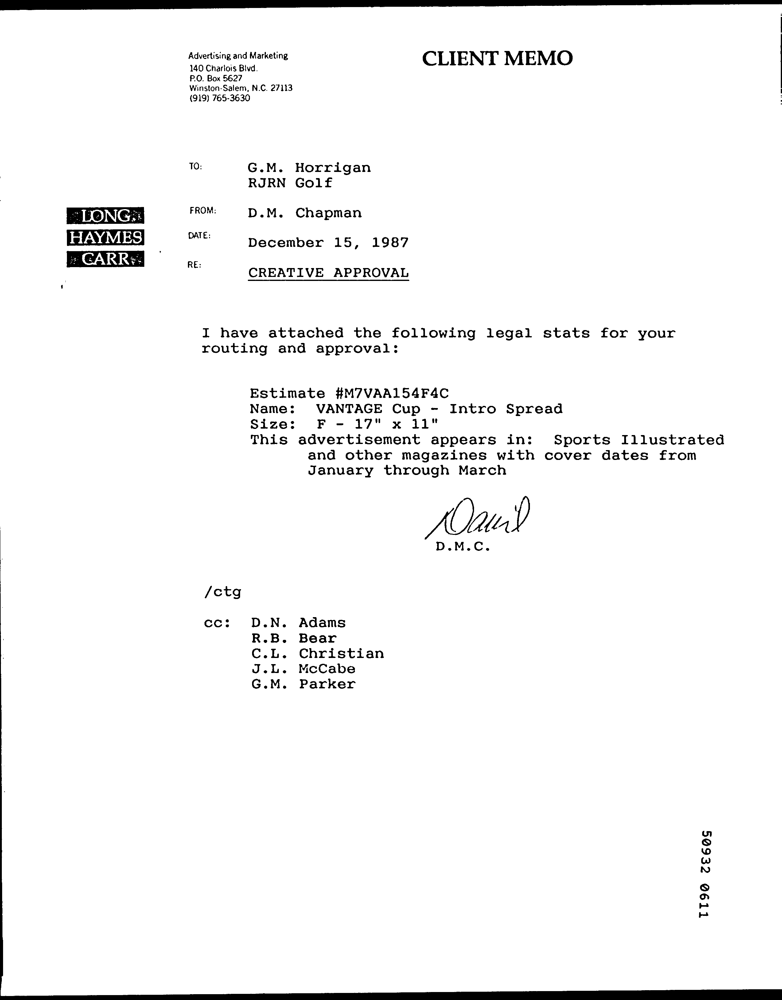 Advertising and Marketing
140 Charlois Blvd.
P.O. Box 5627
Winston-Salem, N.C. 27113
(919) 765-3630
CLIENT MEMO
LONG
HAYMES
CARR
TO: G.M. Horrigan
RJRN Golf
FROM: D.M. Chapman
DATE: December 15, 1987
RE: CREATIVE APPROVAL
I have attached the following legal stats for your
routing and approval:
Estimate #M7VAA154F4C
Name: VANTAGE Cup - Intro Spread
Size: F - 17" x 11"
This advertisement appears in: Sports Illustrated
and other magazines with cover dates from
January through March
David
D.M.C.
/ctg
cc: D.N. Adams
R.B. Bear
C.L. Christian
J.L. McCabe
G.M. Parker
50932 0611